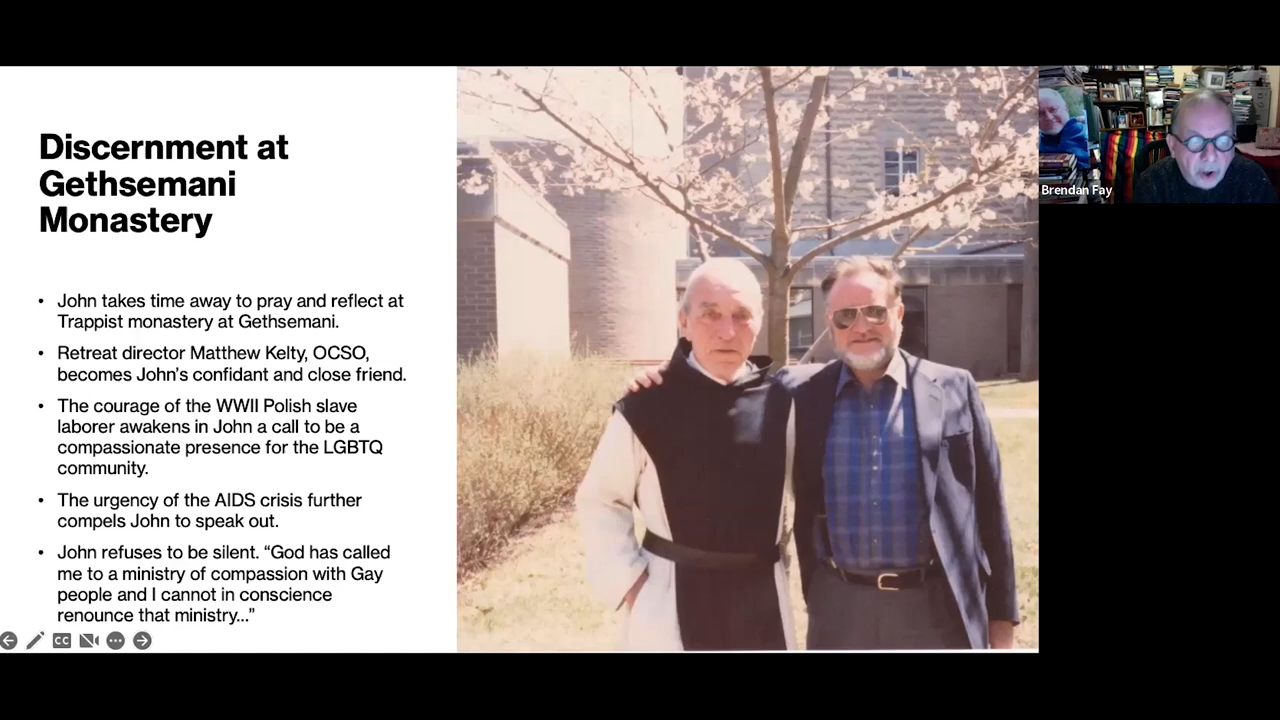 Discernment at
Gethsemani
Monastery
• John takes time away to pray and reflect at
Trappist monastery at Gethsemani.
• Retreat director Matthew Kelty, OCSO,
becomes John’s confidant and close friend.
• The courage of the WWII Polish slave
laborer awakens in John a call to be a
compassionate presence for the LGBTQ
community.
• The urgency of the AIDS crisis further
compels John to speak out.
• John refuses to be silent. “God has called
me to a ministry of compassion with Gay
people and I cannot in conscience
renounce that ministry...”
CC
Brendan Fay